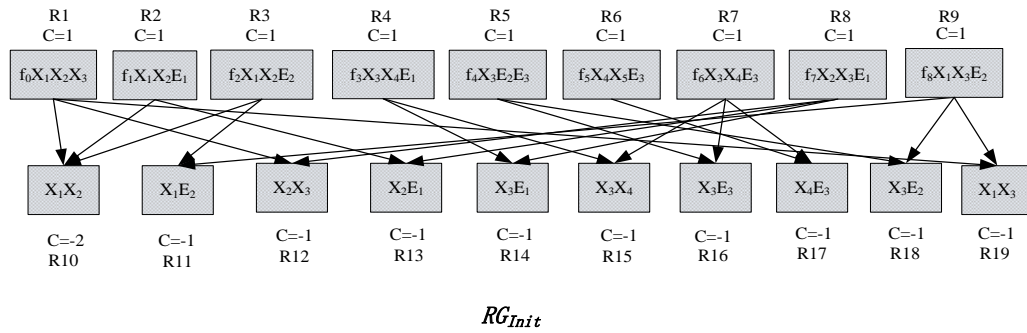 R1 R2 R3 R4 R5 R6 R7 R8 R9
C=1 C=1 C=1 C=1 C=1 C=1 C=1 C=1 C=1
f₀X₁X₂X₃ f₁X₁X₂E₁ f₂X₁X₂E₂ f₃X₃X₄E₁ f₄X₃E₂E₃ f₅X₄X₅E₃ f₆X₃X₄E₃ f₇X₂X₃E₁ f₈X₁X₃E₂
X₁X₂ X₁E₂ X₂X₃ X₂E₁ X₃E₁ X₃X₄ X₃E₃ X₄E₃ X₃E₂ X₁X₃
C=-2 C=-1 C=-1 C=-1 C=-1 C=-1 C=-1 C=-1 C=-1 C=-1
R10 R11 R12 R13 R14 R15 R16 R17 R18 R19
RG_Init